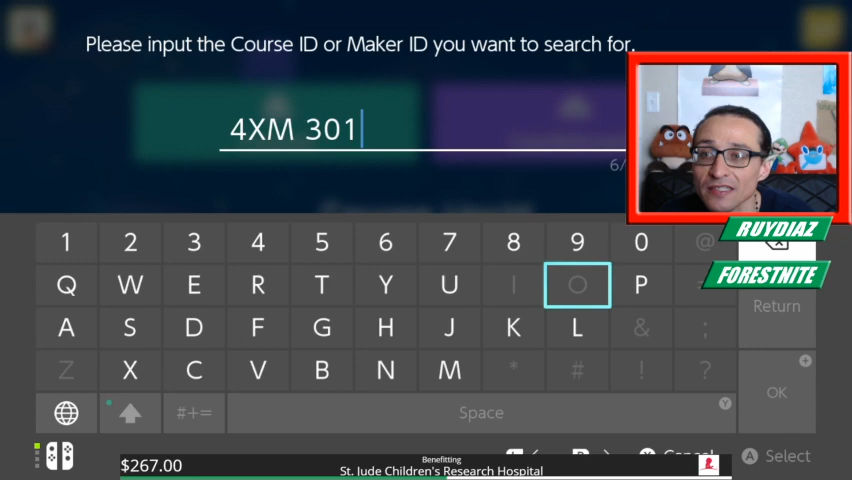 Please input the Course ID or Maker ID you want to search for.
4XM 301
6/
1 2 3 4 5 6 7 8 9 0 @
RUYDIAZ
Q W E R T Y U I O P
FORESTNITE
Return
A S D F G H J K L & ;
Z X C V B N M * # ! ?
OK
#+= Space Y
Cancel A Select
$267.00
Benefitting
St. Jude Children's Research Hospital